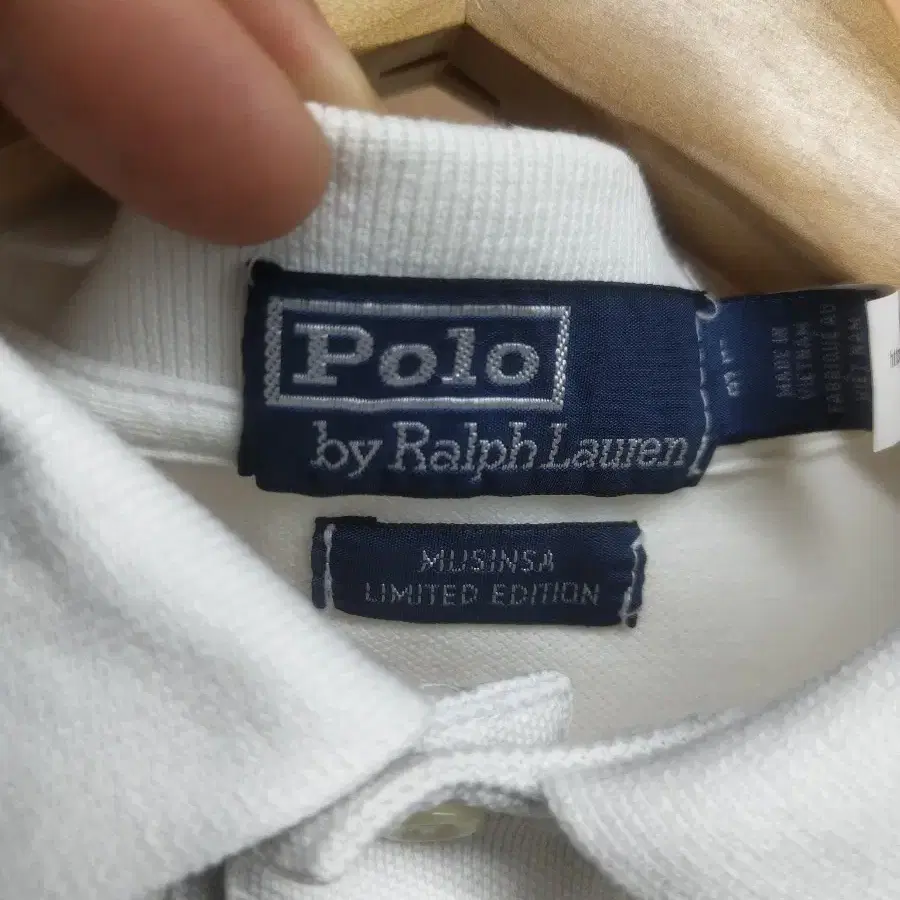 Polo
by Ralph Lauren
MADE IN
VIETNAM
FABRIQUE AU
VIETNAM
MUSINSA
LIMITED EDITION